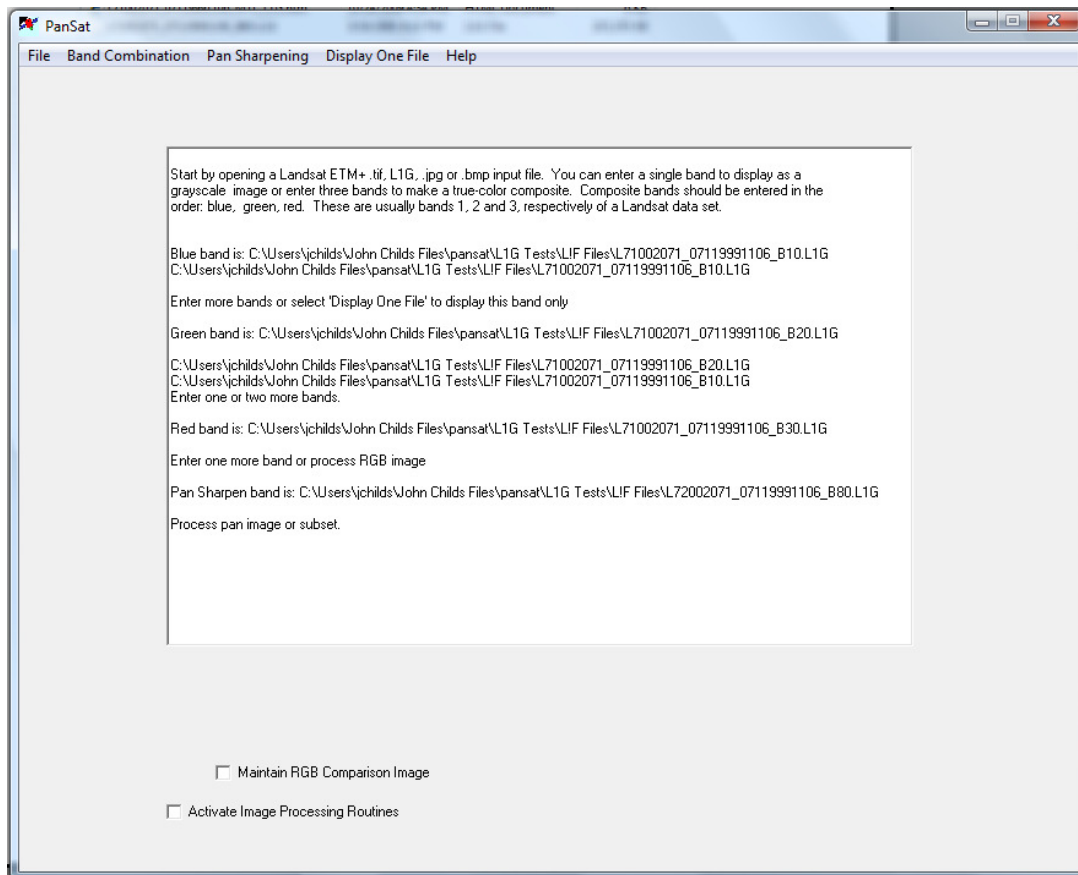 PanSat
File Band Combination Pan Sharpening Display One File Help
Start by opening a Landsat ETM+ .tif, L1G, .jpg or .bmp input file. You can enter a single band to display as a
grayscale image or enter three bands to make a true-color composite. Composite bands should be entered in the
order: blue, green, red. These are usually bands 1, 2 and 3, respectively of a Landsat data set.
Blue band is: C:\Users\jchilds\John Childs Files\pansat\L1G Tests\L!F Files\L71002071_07119991106_B10.L1G
C:\Users\jchilds\John Childs Files\pansat\L1G Tests\L!F Files\L71002071_07119991106_B10.L1G
Enter more bands or select 'Display One File' to display this band only
Green band is: C:\Users\jchilds\John Childs Files\pansat\L1G Tests\L!F Files\L71002071_07119991106_B20.L1G
C:\Users\jchilds\John Childs Files\pansat\L1G Tests\L!F Files\L71002071_07119991106_B20.L1G
C:\Users\jchilds\John Childs Files\pansat\L1G Tests\L!F Files\L71002071_07119991106_B10.L1G
Enter one or two more bands.
Red band is: C:\Users\jchilds\John Childs Files\pansat\L1G Tests\L!F Files\L71002071_07119991106_B30.L1G
Enter one more band or process RGB image
Pan Sharpen band is: C:\Users\jchilds\John Childs Files\pansat\L1G Tests\L!F Files\L72002071_07119991106_B80.L1G
Process pan image or subset.
Maintain RGB Comparison Image
Activate Image Processing Routines